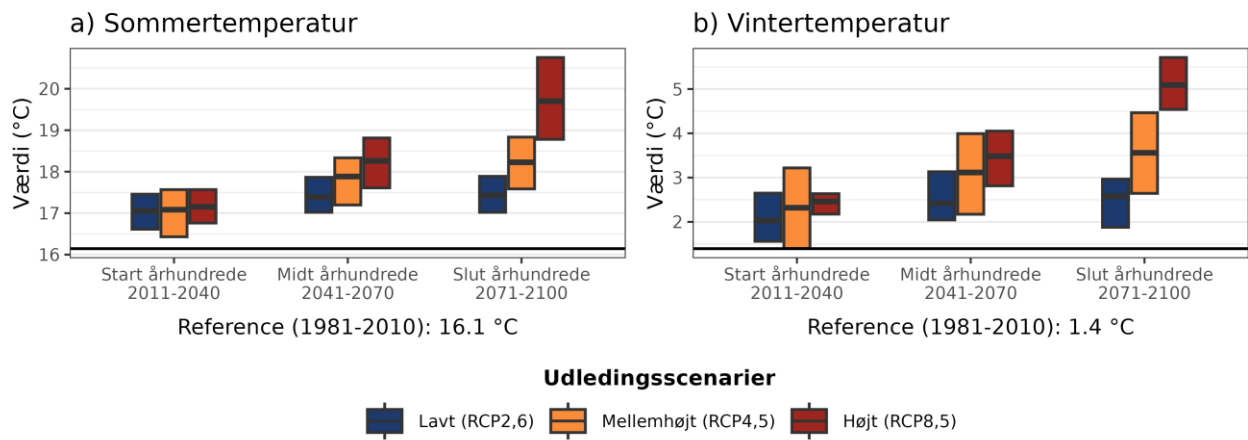 a) Sommertemperatur
Værdi (°C)
20
19
18
17
16
Start århundrede
2011-2040
Midt århundrede
2041-2070
Slut århundrede
2071-2100
Reference (1981-2010): 16.1 °C
b) Vintertemperatur
Værdi (°C)
5
4
3
2
Start århundrede
2011-2040
Midt århundrede
2041-2070
Slut århundrede
2071-2100
Reference (1981-2010): 1.4 °C
Udledingsscenarier
Lavt (RCP2,6)
Mellemhøjt (RCP4,5)
Højt (RCP8,5)